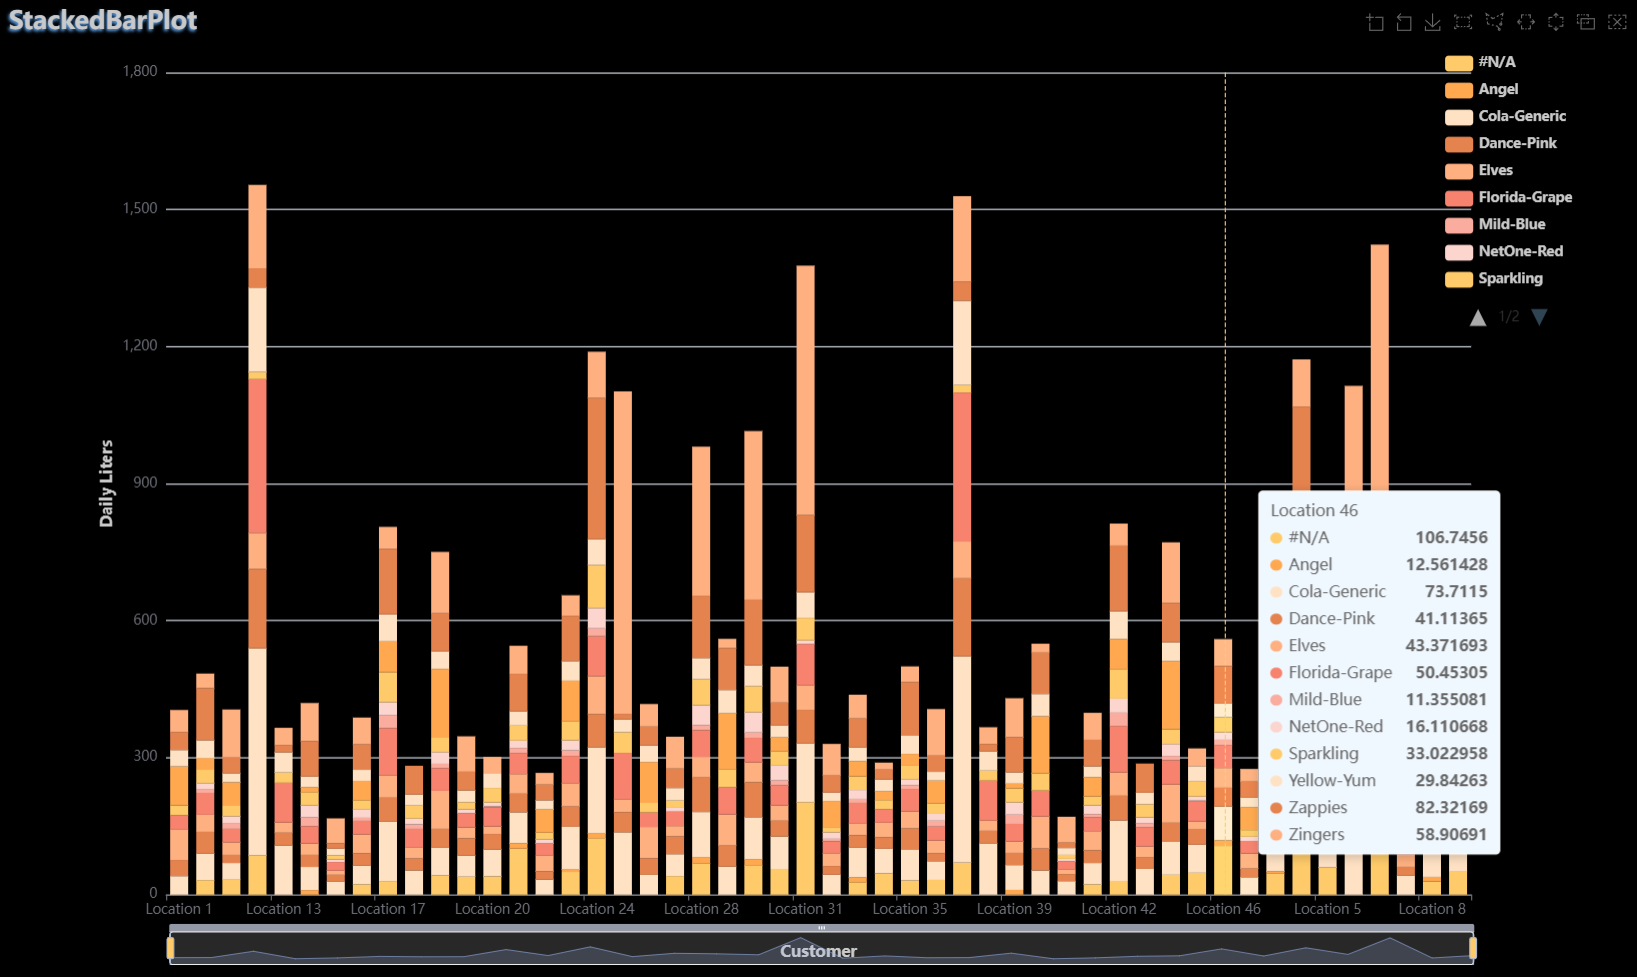 StackedBarPlot
1,800
1,500
1,200
900
600
300
0
Daily Liters
#N/A
Angel
Cola-Generic
Dance-Pink
Elves
Florida-Grape
Mild-Blue
NetOne-Red
Sparkling
1/2
Location 46
#N/A 106.7456
Angel 12.561428
Cola-Generic 73.7115
Dance-Pink 41.11365
Elves 43.371693
Florida-Grape 50.45305
Mild-Blue 11.355081
NetOne-Red 16.110668
Sparkling 33.022958
Yellow-Yum 29.84263
Zappies 82.32169
Zingers 58.90691
Location 1 Location 13 Location 17 Location 20 Location 24 Location 28 Location 31 Location 35 Location 39 Location 42 Location 46 Location 5 Location 8
Customer